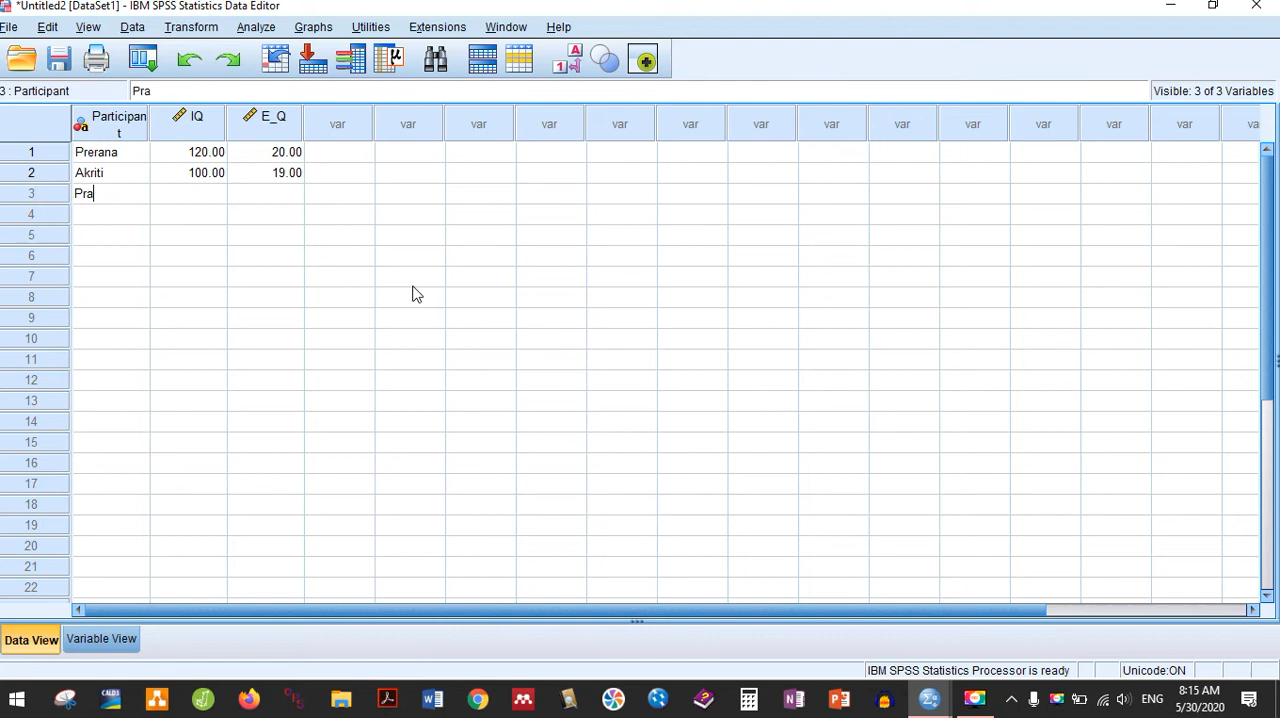 *Untitled2 [DataSet1] - IBM SPSS Statistics Data Editor
File Edit View Data Transform Analyze Graphs Utilities Extensions Window Help
3 : Participant Pra Visible: 3 of 3 Variables
Participan
t IQ E_Q var var var var var var var var var var var var var va
1 Prerana 120.00 20.00
2 Akriti 100.00 19.00
3 Pra
4
5
6
7
8
9
10
11
12
13
14
15
16
17
18
19
20
21
22
Data View Variable View
IBM SPSS Statistics Processor is ready Unicode:ON
ENG 8:15 AM
5/30/2020